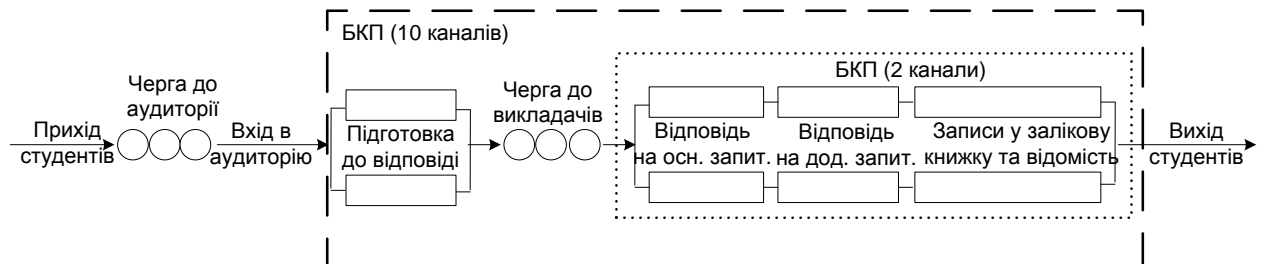 БКП (10 каналів)
Прихід
студентів
Черга до
аудиторії
Вхід в
аудиторію
Підготовка
до відповіді
Черга до
викладачів
БКП (2 канали)
Відповідь
на осн. запит.
Відповідь
на дод. запит.
Записи у залікову
книжку та відомість
Вихід
студентів